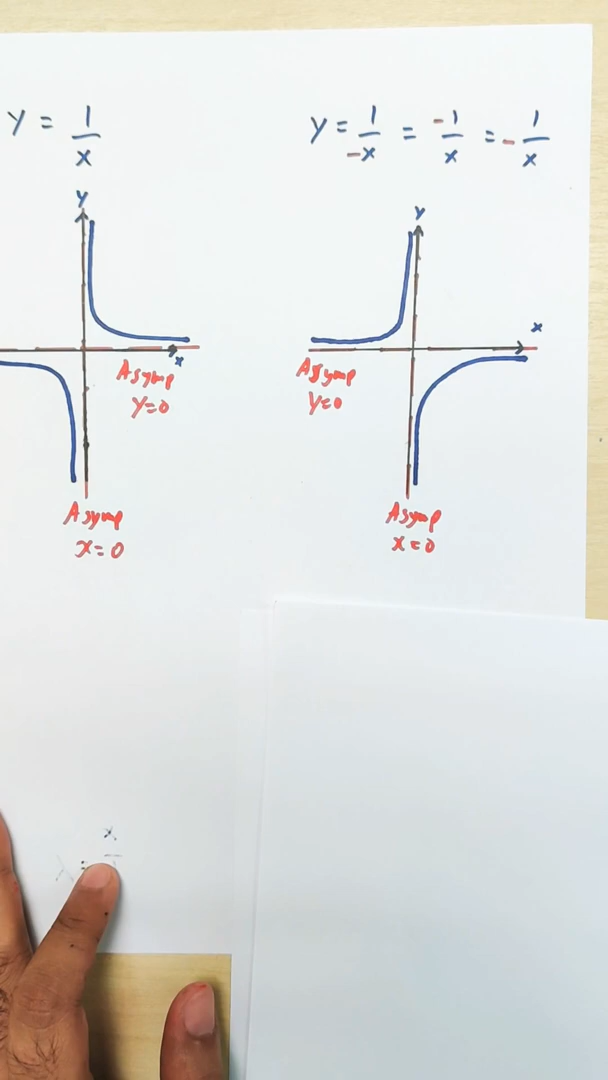 y = 1/x
y = 1/-x = -1/x = -1/x
y
y
x
x
Asymp
y=0
Asymp
y=0
Asymp
x=0
Asymp
x=0